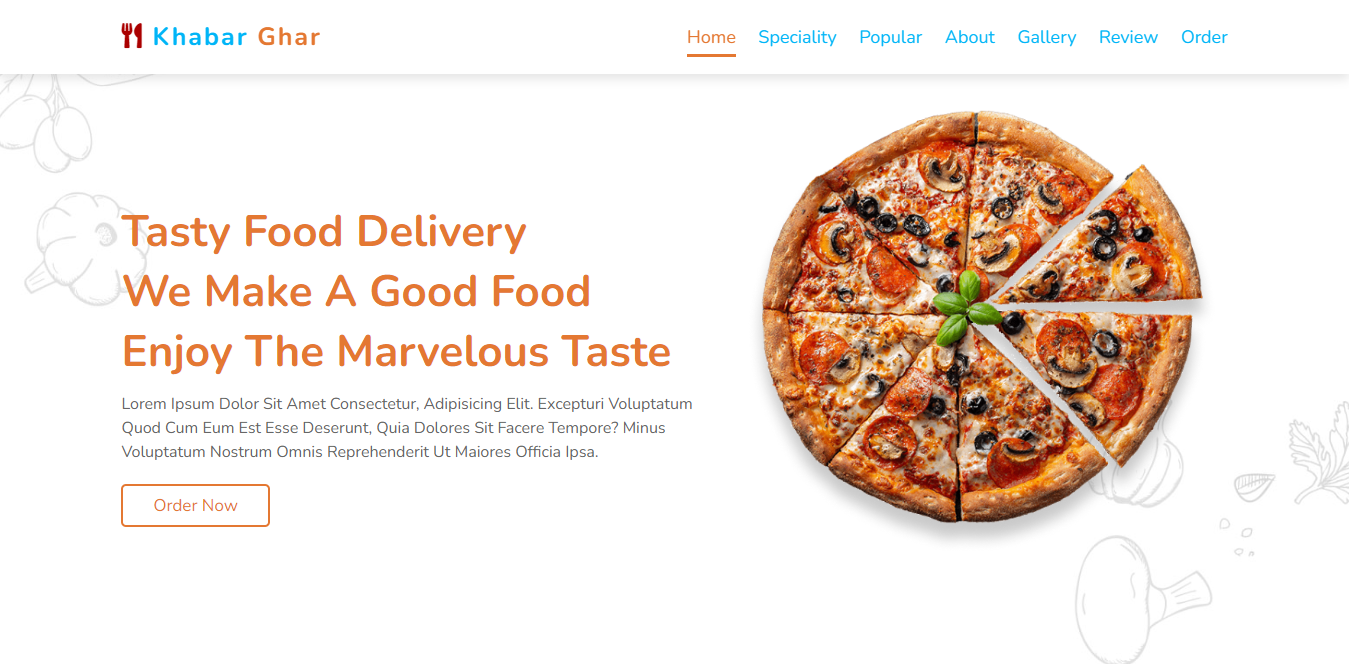 Khabar Ghar
Home Speciality Popular About Gallery Review Order
Tasty Food Delivery
We Make A Good Food
Enjoy The Marvelous Taste
Lorem Ipsum Dolor Sit Amet Consectetur, Adipisicing Elit. Excepturi Voluptatum
Quod Cum Eum Est Esse Deserunt, Quia Dolores Sit Facere Tempore? Minus
Voluptatum Nostrum Omnis Reprehenderit Ut Maiores Officia Ipsa.
Order Now